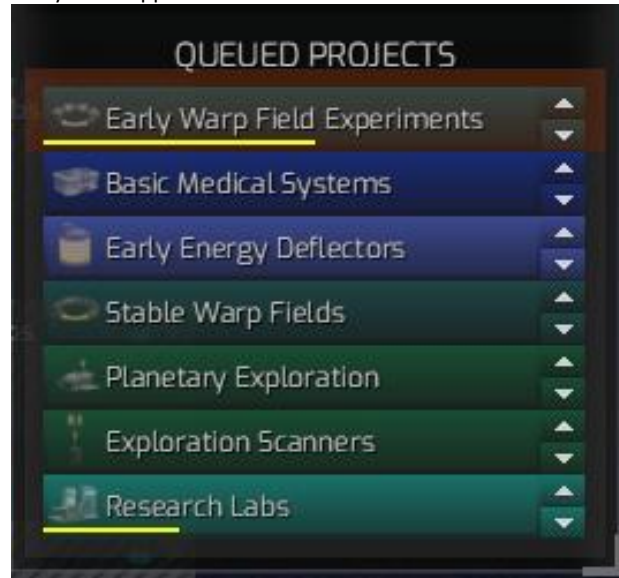 QUEUED PROJECTS
Early Warp Field Experiments
Basic Medical Systems
Early Energy Deflectors
Stable Warp Fields
Planetary Exploration
Exploration Scanners
Research Labs